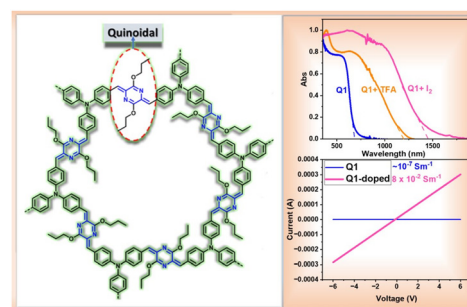 Quinoidal
Abs
1.0
0.8
0.6
0.4
0.2
0.0
Q1
Q1+TFA
Q1+ I₂
500 1000 1500
Wavelength (nm)
Current (A)
0.0004
0.0003
0.0002
0.0001
0.0000
-0.0001
-0.0002
-0.0003
-0.0004
Q1 ~10⁻⁷ Sm⁻¹
Q1-doped 8 x 10⁻² Sm⁻¹
-6 -4 -2 0 2 4 6
Voltage (V)